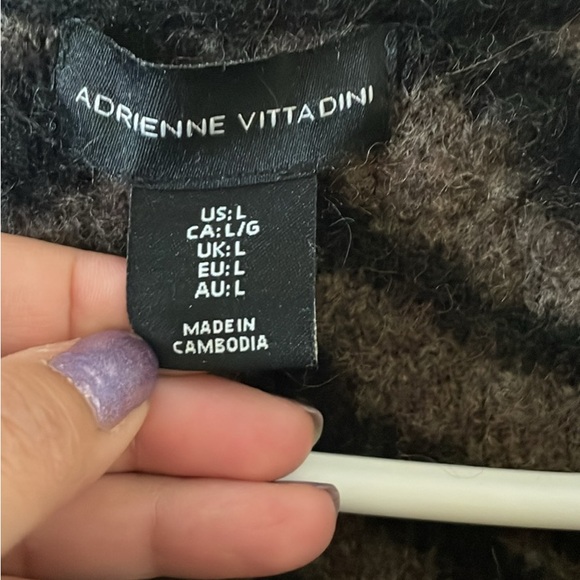 ADRIENNE VITTADINI
US: L
CA: L/G
UK: L
EU: L
AU: L
MADE IN
CAMBODIA